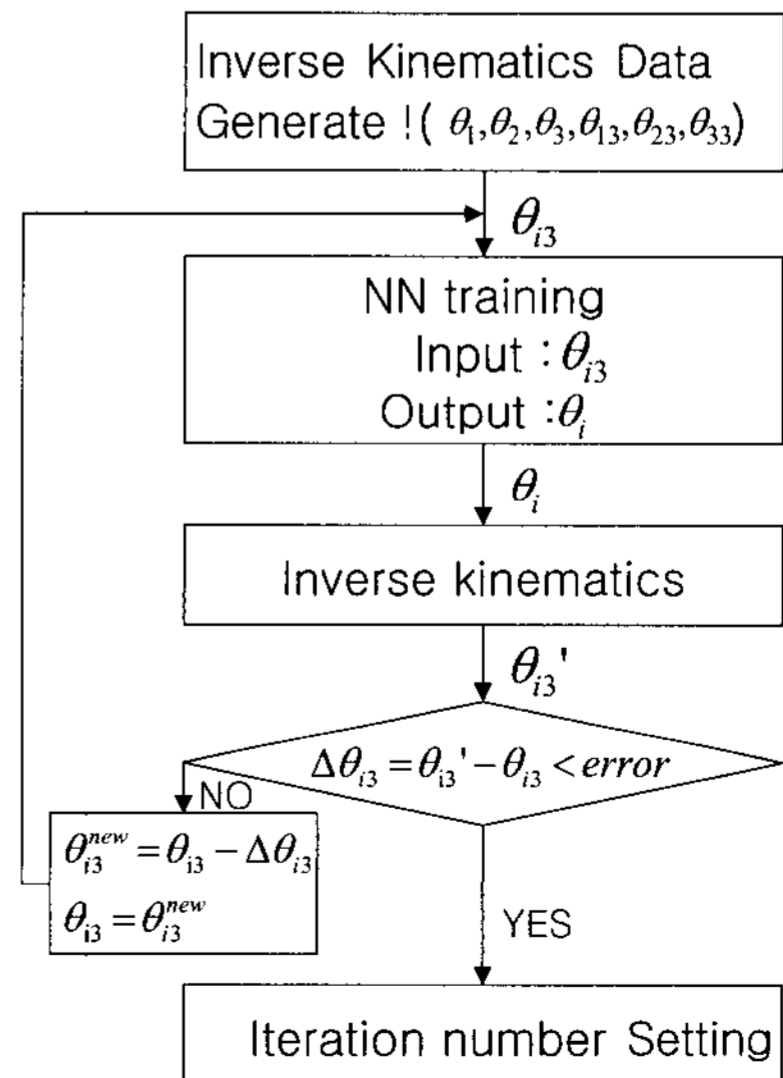 Inverse Kinematics Data
Generate !( θ₁,θ₂,θ₃,θ₁₃,θ₂₃,θ₃₃)
θᵢ₃
NN training
Input : θᵢ₃
Output :θᵢ
θᵢ
Inverse kinematics
θᵢ₃'
Δθᵢ₃ = θᵢ₃' − θᵢ₃ < error
NO
θᵢ₃ⁿᵉʷ = θᵢ₃ − Δθᵢ₃
θᵢ₃ = θᵢ₃ⁿᵉʷ
YES
Iteration number Setting